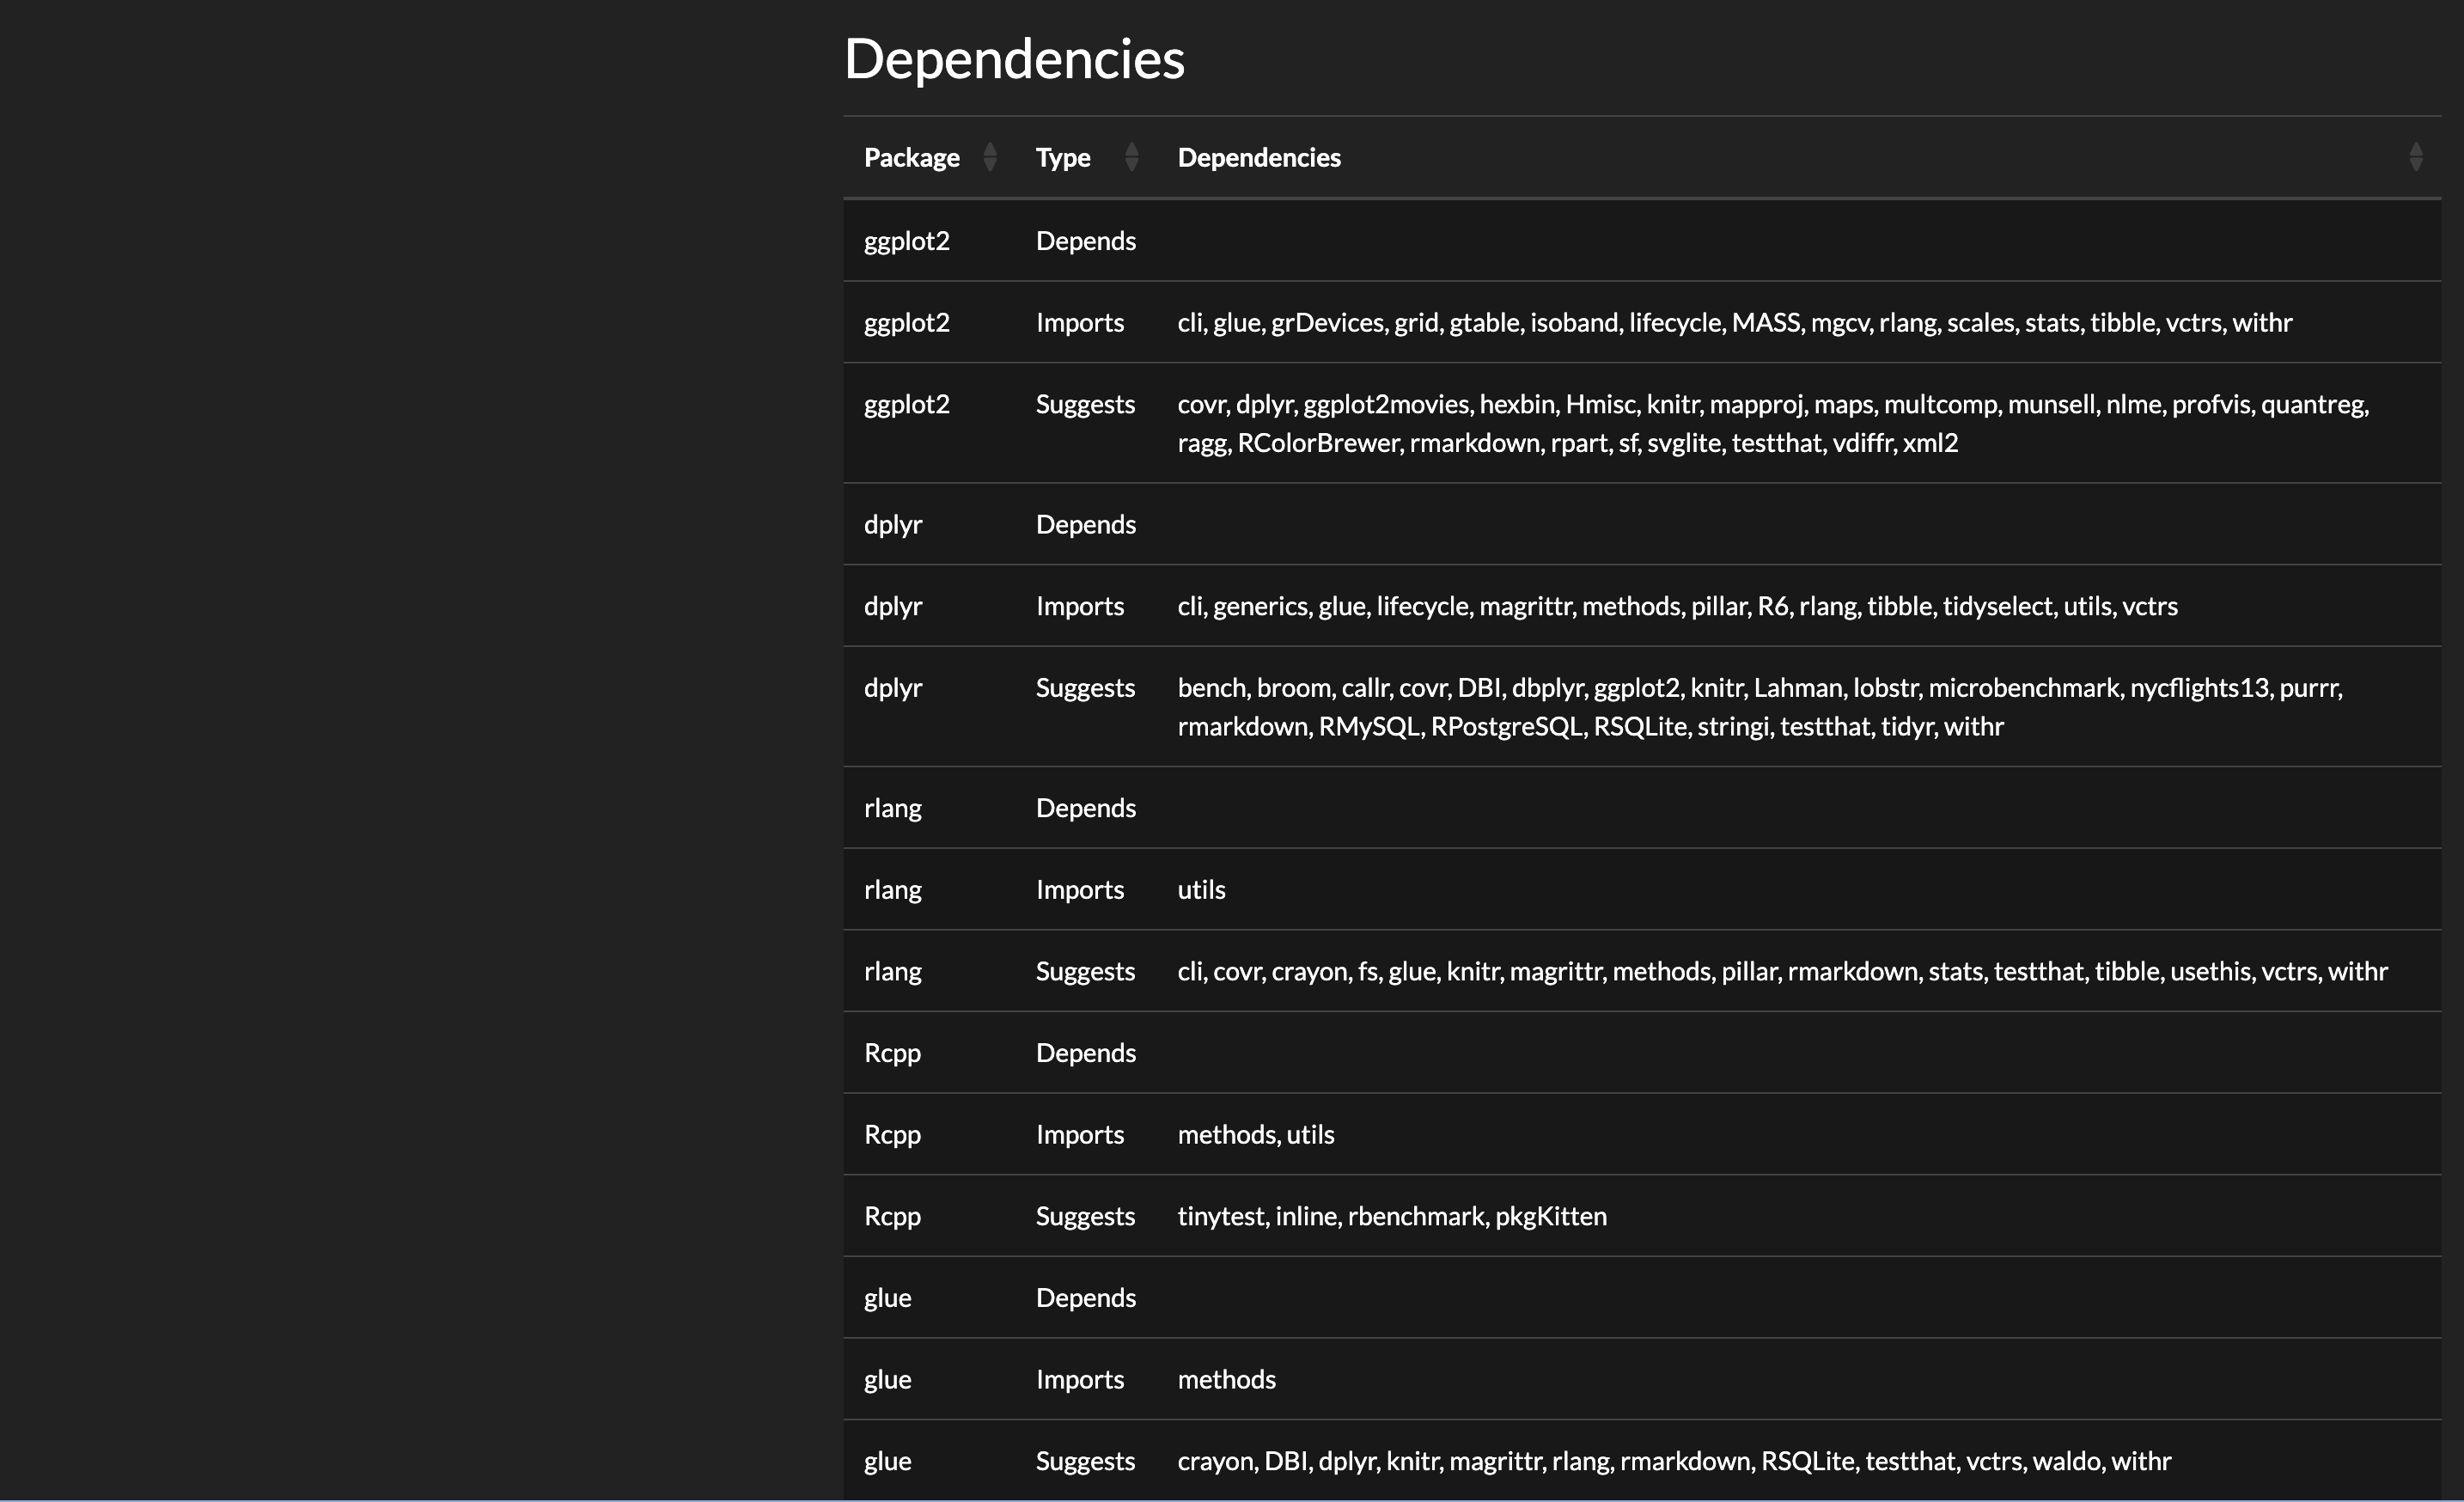 Dependencies
Package Type Dependencies
ggplot2 Depends
ggplot2 Imports cli, glue, grDevices, grid, gtable, isoband, lifecycle, MASS, mgcv, rlang, scales, stats, tibble, vctrs, withr
ggplot2 Suggests covr, dplyr, ggplot2movies, hexbin, Hmisc, knitr, mapproj, maps, multcomp, munsell, nlme, profvis, quantreg,
ragg, RColorBrewer, rmarkdown, rpart, sf, svglite, testthat, vdiffr, xml2
dplyr Depends
dplyr Imports cli, generics, glue, lifecycle, magrittr, methods, pillar, R6, rlang, tibble, tidyselect, utils, vctrs
dplyr Suggests bench, broom, callr, covr, DBI, dbplyr, ggplot2, knitr, Lahman, lobstr, microbenchmark, nycflights13, purrr,
rmarkdown, RMySQL, RPostgreSQL, RSQLite, stringi, testthat, tidyr, withr
rlang Depends
rlang Imports utils
rlang Suggests cli, covr, crayon, fs, glue, knitr, magrittr, methods, pillar, rmarkdown, stats, testthat, tibble, usethis, vctrs, withr
Rcpp Depends
Rcpp Imports methods, utils
Rcpp Suggests tinytest, inline, rbenchmark, pkgKitten
glue Depends
glue Imports methods
glue Suggests crayon, DBI, dplyr, knitr, magrittr, rlang, rmarkdown, RSQLite, testthat, vctrs, waldo, withr